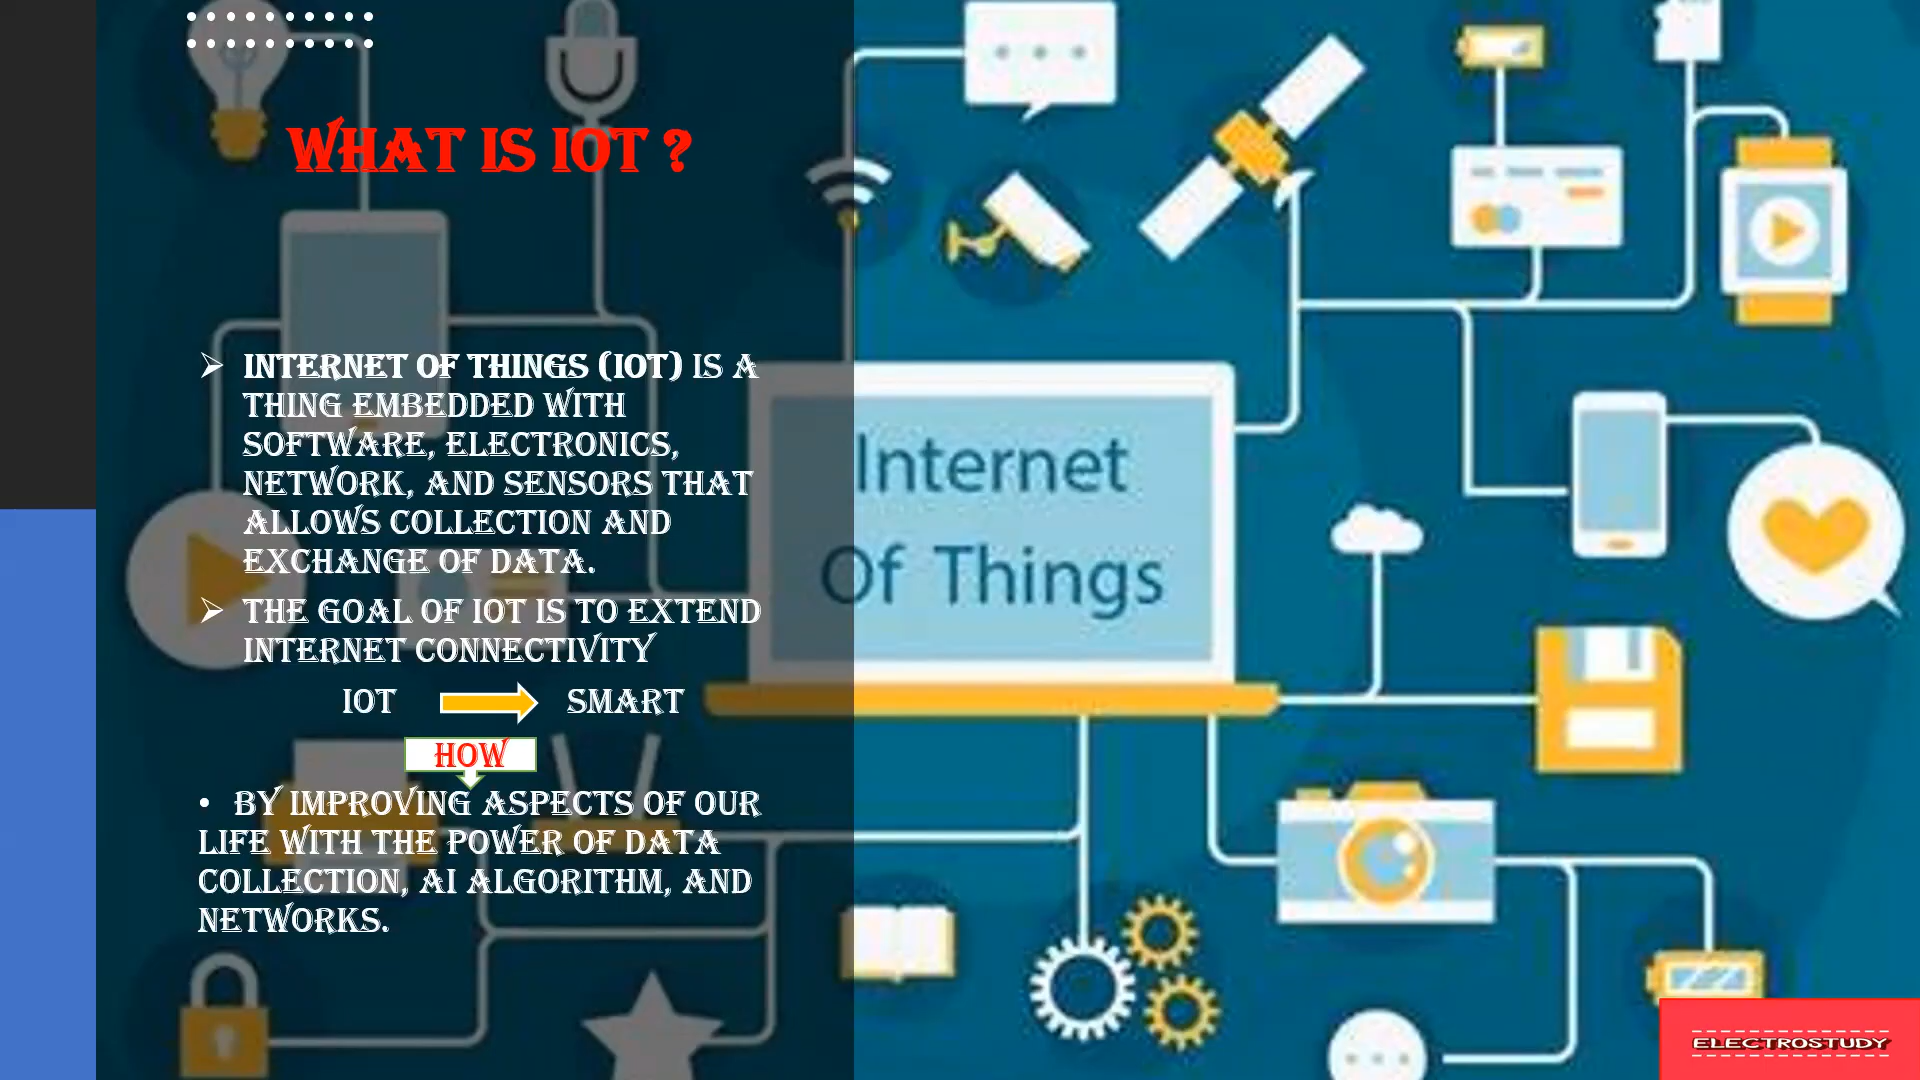 WHAT IS IOT ?
INTERNET OF THINGS (IOT) IS A
THING EMBEDDED WITH
SOFTWARE, ELECTRONICS,
NETWORK, AND SENSORS THAT
ALLOWS COLLECTION AND
EXCHANGE OF DATA.
THE GOAL OF IOT IS TO EXTEND
INTERNET CONNECTIVITY
IOT SMART
HOW
• BY IMPROVING ASPECTS OF OUR
LIFE WITH THE POWER OF DATA
COLLECTION, AI ALGORITHM, AND
NETWORKS.
Internet
Of Things
ELECTROSTUDY